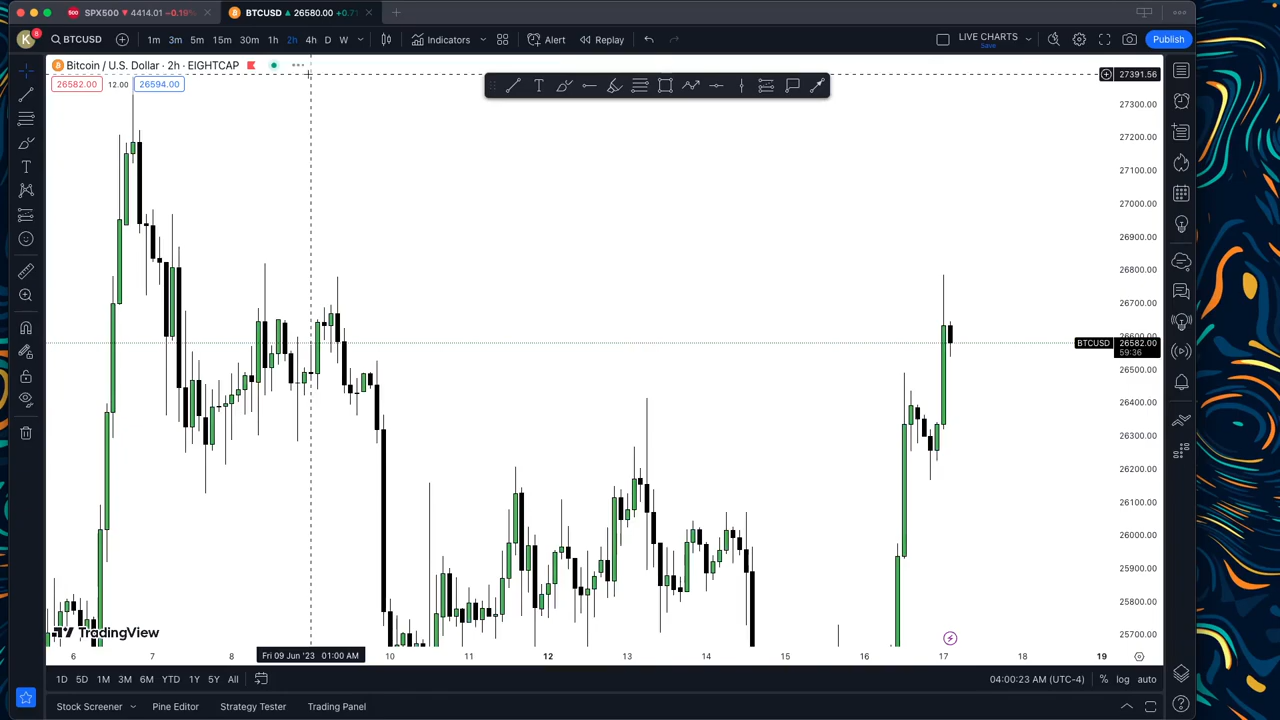 500 SPX500 ▼ 4414.01 −0.19%
BTCUSD ▲ 26580.00 +0.71
K 8 BTCUSD 1m 3m 5m 15m 30m 1h 2h 4h D W Indicators Alert Replay LIVE CHARTS Save Publish
Bitcoin / U.S. Dollar · 2h · EIGHTCAP
26582.00 12.00 26594.00
27391.56
27300.00
27200.00
27100.00
27000.00
26900.00
26800.00
26700.00
26600.00
BTCUSD 26582.00
59:36
26500.00
26400.00
26300.00
26200.00
26100.00
26000.00
25900.00
25800.00
25700.00
TradingView
6 7 8 Fri 09 Jun '23 01:00 AM 10 11 12 13 14 15 16 17 18 19
1D 5D 1M 3M 6M YTD 1Y 5Y All 04:00:23 AM (UTC-4) % log auto
Stock Screener Pine Editor Strategy Tester Trading Panel